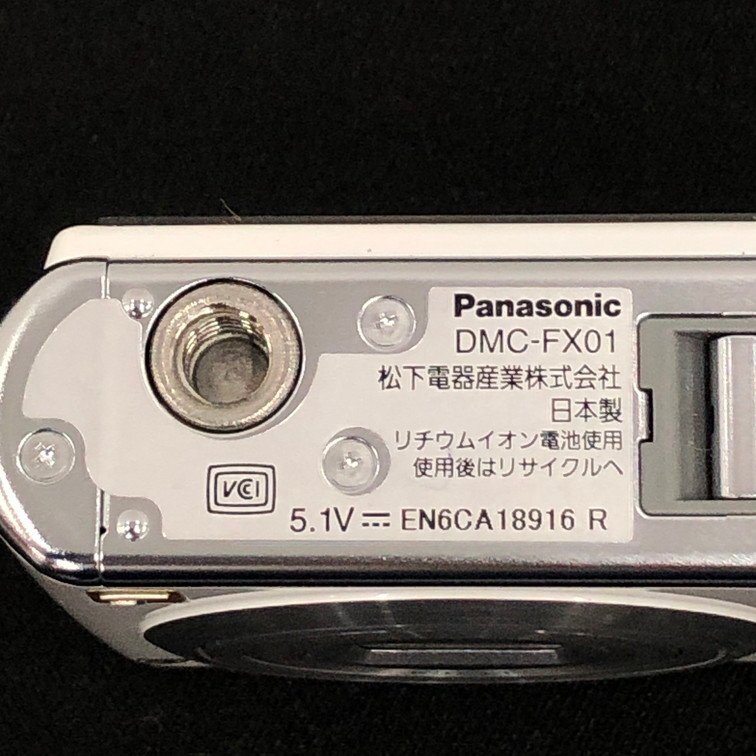 Panasonic
DMC-FX01
松下電器産業株式会社
日本製
リチウムイオン電池使用
使用後はリサイクルへ
VCCI
5.1V⎓ EN6CA18916 R